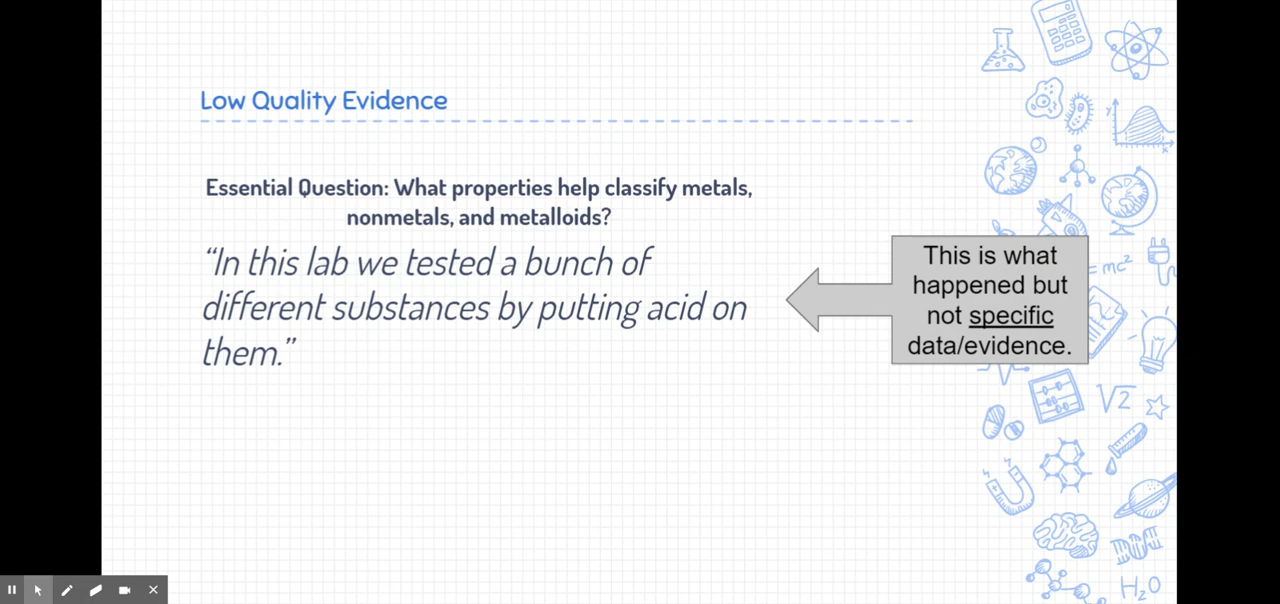 Low Quality Evidence
Essential Question: What properties help classify metals,
nonmetals, and metalloids?
“In this lab we tested a bunch of
different substances by putting acid on
them.”
This is what
happened but
not specific
data/evidence.
y
x
= mc²
√2
H₂O